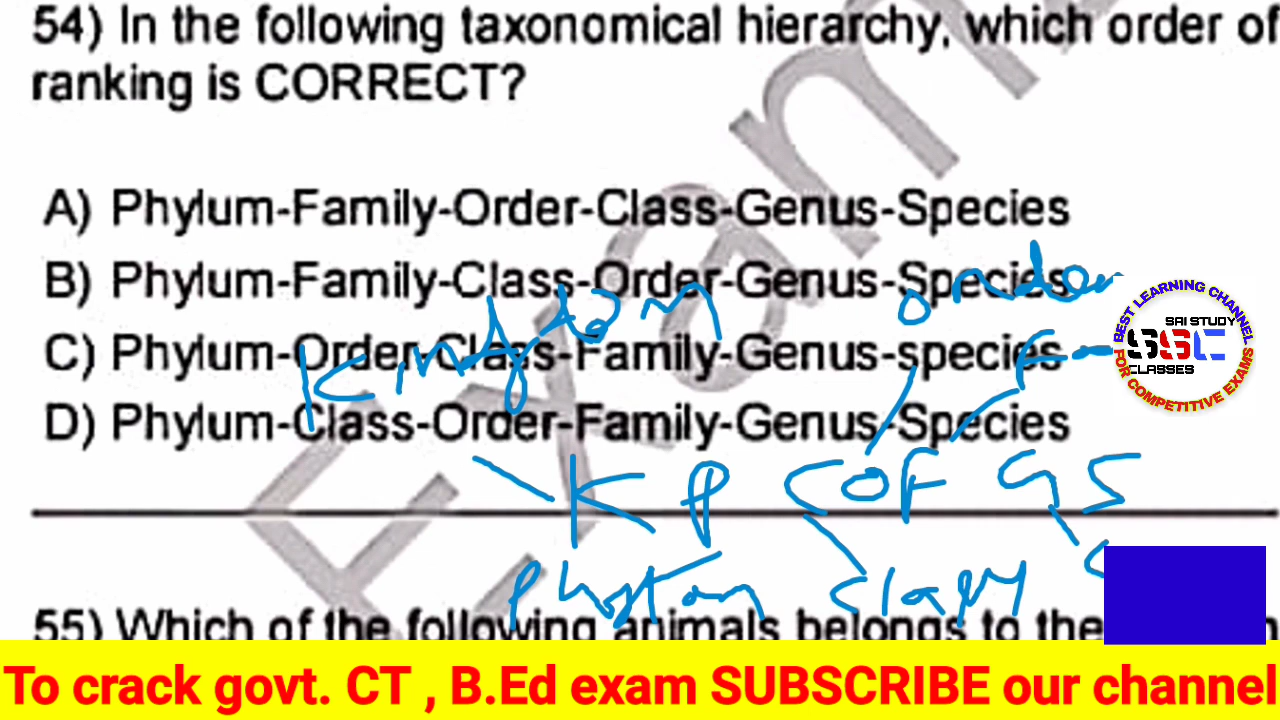 54) In the following taxonomical hierarchy, which order of
ranking is CORRECT?
A) Phylum-Family-Order-Class-Genus-Species
B) Phylum-Family-Class-Order-Genus-Species
C) Phylum-Order-Class-Family-Genus-species
D) Phylum-Class-Order-Family-Genus-Species
Kingdom
order
Fa
K P C O F G S
BEST LEARNING CHANNEL
SAI STUDY
SSC
CLASSES
FOR COMPETITIVE EXAMS
55) Which of the following animals belongs to the
To crack govt. CT , B.Ed exam SUBSCRIBE our channel